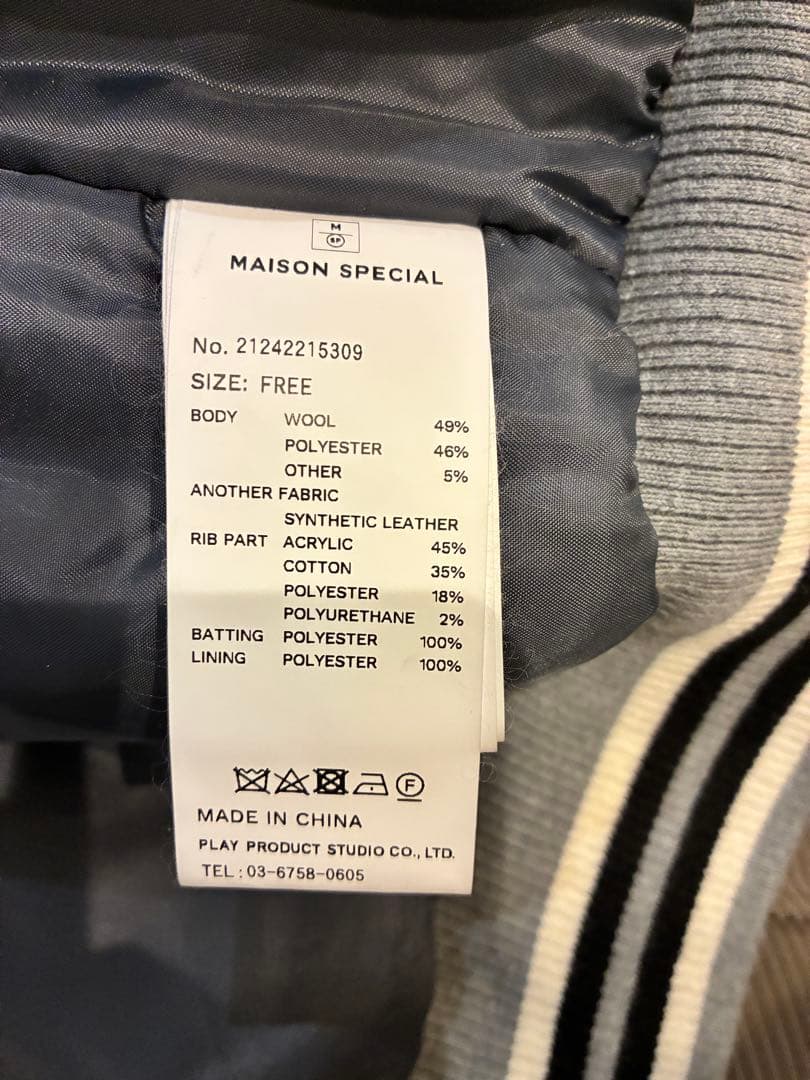 M
SP
MAISON SPECIAL
No. 21242215309
SIZE: FREE
BODY WOOL 49%
POLYESTER 46%
OTHER 5%
ANOTHER FABRIC
SYNTHETIC LEATHER
RIB PART ACRYLIC 45%
COTTON 35%
POLYESTER 18%
POLYURETHANE 2%
BATTING POLYESTER 100%
LINING POLYESTER 100%
F
MADE IN CHINA
PLAY PRODUCT STUDIO CO., LTD.
TEL : 03-6758-0605